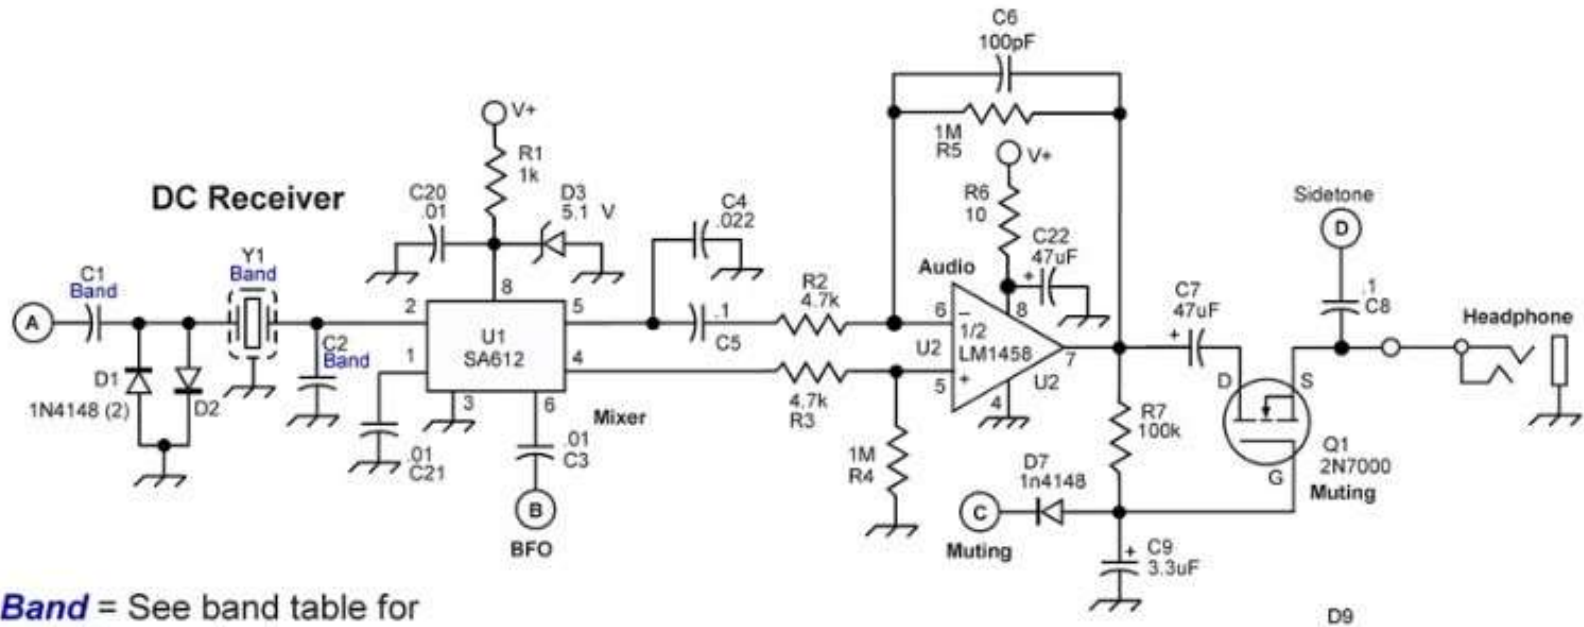 C6
100pF
V+
R1
1k
1M
R5
V+
DC Receiver
C20
.01
D3
5.1 V
C4
.022
R6
10
Sidetone
D
C22
47uF
+
Y1
Band
C1
Band
Audio
R2
4.7k
8
8
C7
47uF
.1
C8
Headphone
A
2
5
.1
C5
6
−
1/2
LM1458
7
+
U1
SA612
U2
U2
C2
Band
1
4
5
+
4
D
S
D1
1N4148 (2)
D2
3
6
Mixer
4.7k
R3
R7
100k
.01
C21
.01
C3
1M
R4
D7
1n4148
G
Q1
2N7000
Muting
B
BFO
C
Muting
+
C9
3.3uF
Band = See band table for
D9